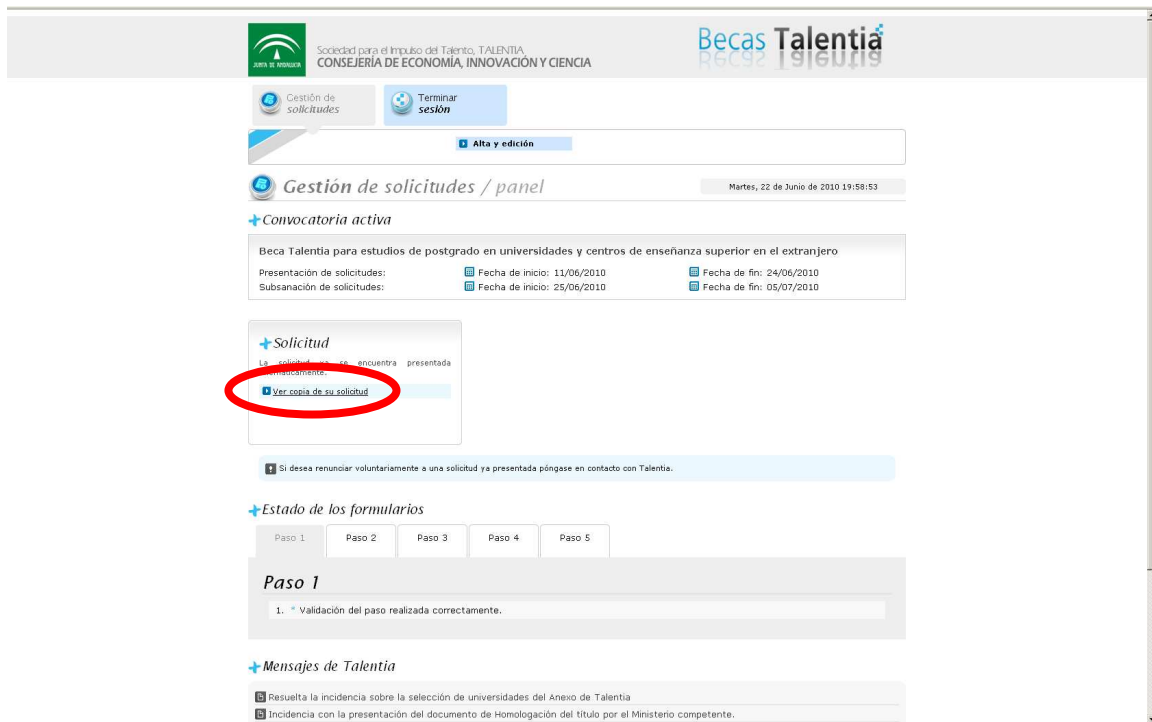 JUNTA DE ANDALUCIA
Sociedad para el Impulso del Talento, TALENTIA
CONSEJERÍA DE ECONOMÍA, INNOVACIÓN Y CIENCIA
Becas Talentia
Gestión de
solicitudes
Terminar
sesión
Alta y edición
Gestión de solicitudes / panel
Martes, 22 de Junio de 2010 19:58:53
Convocatoria activa
Beca Talentia para estudios de postgrado en universidades y centros de enseñanza superior en el extranjero
Presentación de solicitudes: Fecha de inicio: 11/06/2010 Fecha de fin: 24/06/2010
Subsanación de solicitudes: Fecha de inicio: 25/06/2010 Fecha de fin: 05/07/2010
Solicitud
La solicitud ya se encuentra presentada
Ver copia de su solicitud
Si desea renunciar voluntariamente a una solicitud ya presentada póngase en contacto con Talentia.
Estado de los formularios
Paso 1 Paso 2 Paso 3 Paso 4 Paso 5
Paso 1
1. * Validación del paso realizada correctamente.
Mensajes de Talentia
Resuelta la incidencia sobre la selección de universidades del Anexo de Talentia
Incidencia con la presentación del documento de Homologación del título por el Ministerio competente.